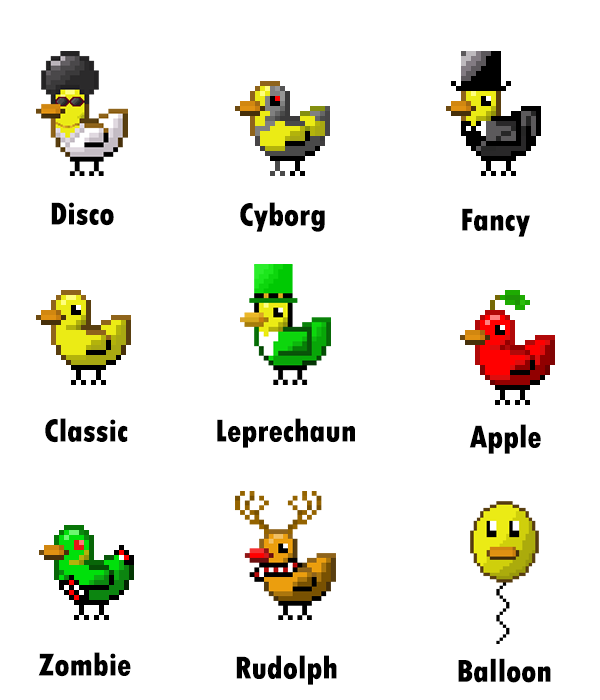 Disco
Cyborg
Fancy
Classic
Leprechaun
Apple
Zombie
Rudolph
Balloon